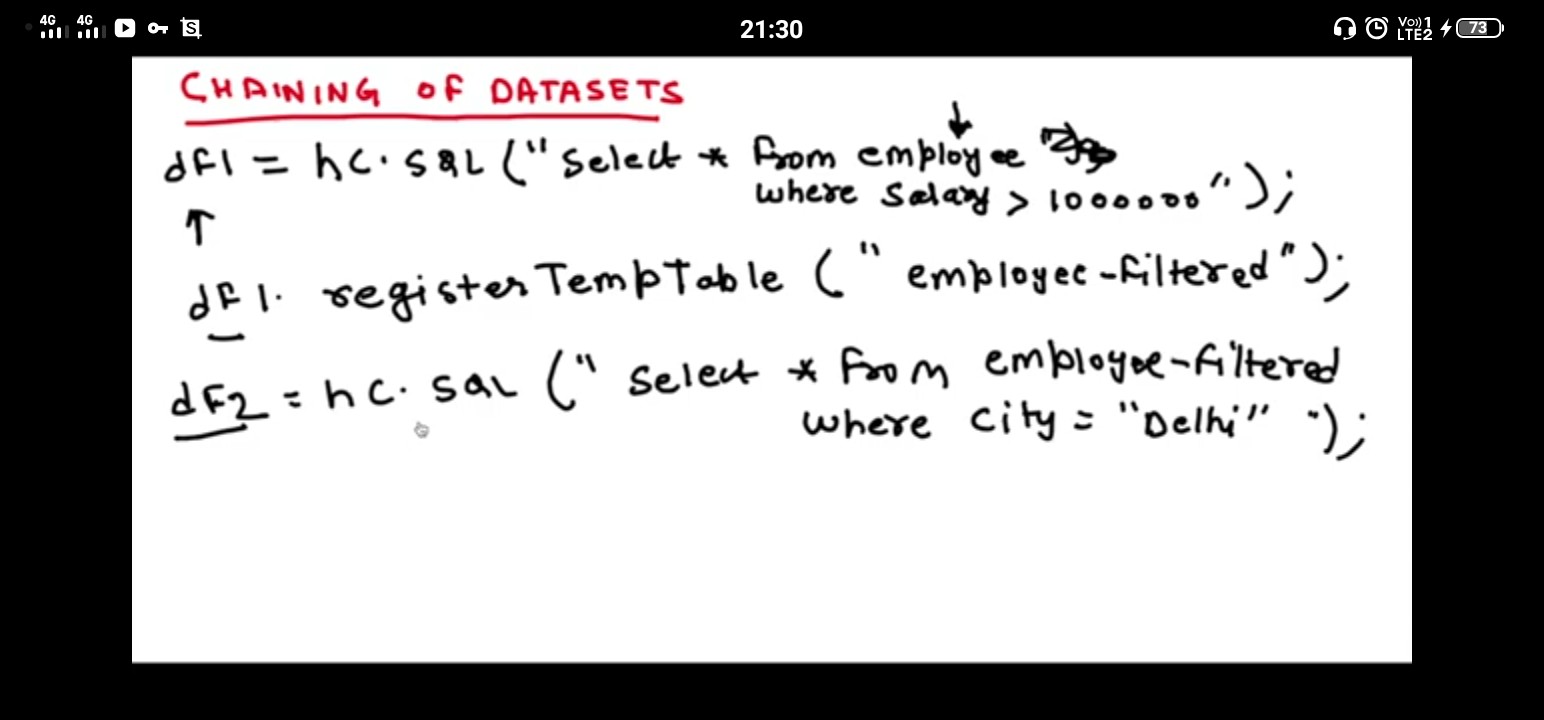 4G 4G 21:30 Vo)) 1 LTE2 73
CHAINING OF DATASETS
dF1 = hc.sQL ("Select * from employee
where Salary > 1000000");
dF1. registerTempTable ("employee-filtered");
dF2 = hc.sQL ("Select * from employee-filtered
where city = "Delhi" ");